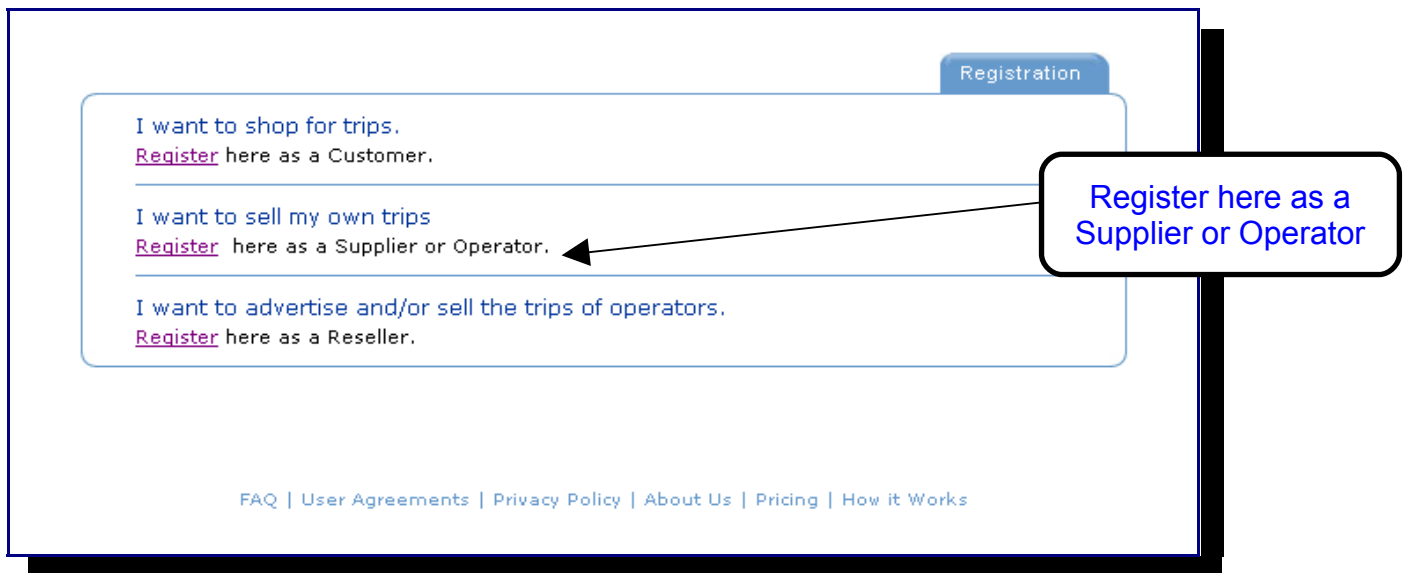 Registration
I want to shop for trips.
Register here as a Customer.
I want to sell my own trips
Register here as a Supplier or Operator.
I want to advertise and/or sell the trips of operators.
Register here as a Reseller.
Register here as a
Supplier or Operator
FAQ | User Agreements | Privacy Policy | About Us | Pricing | How it Works